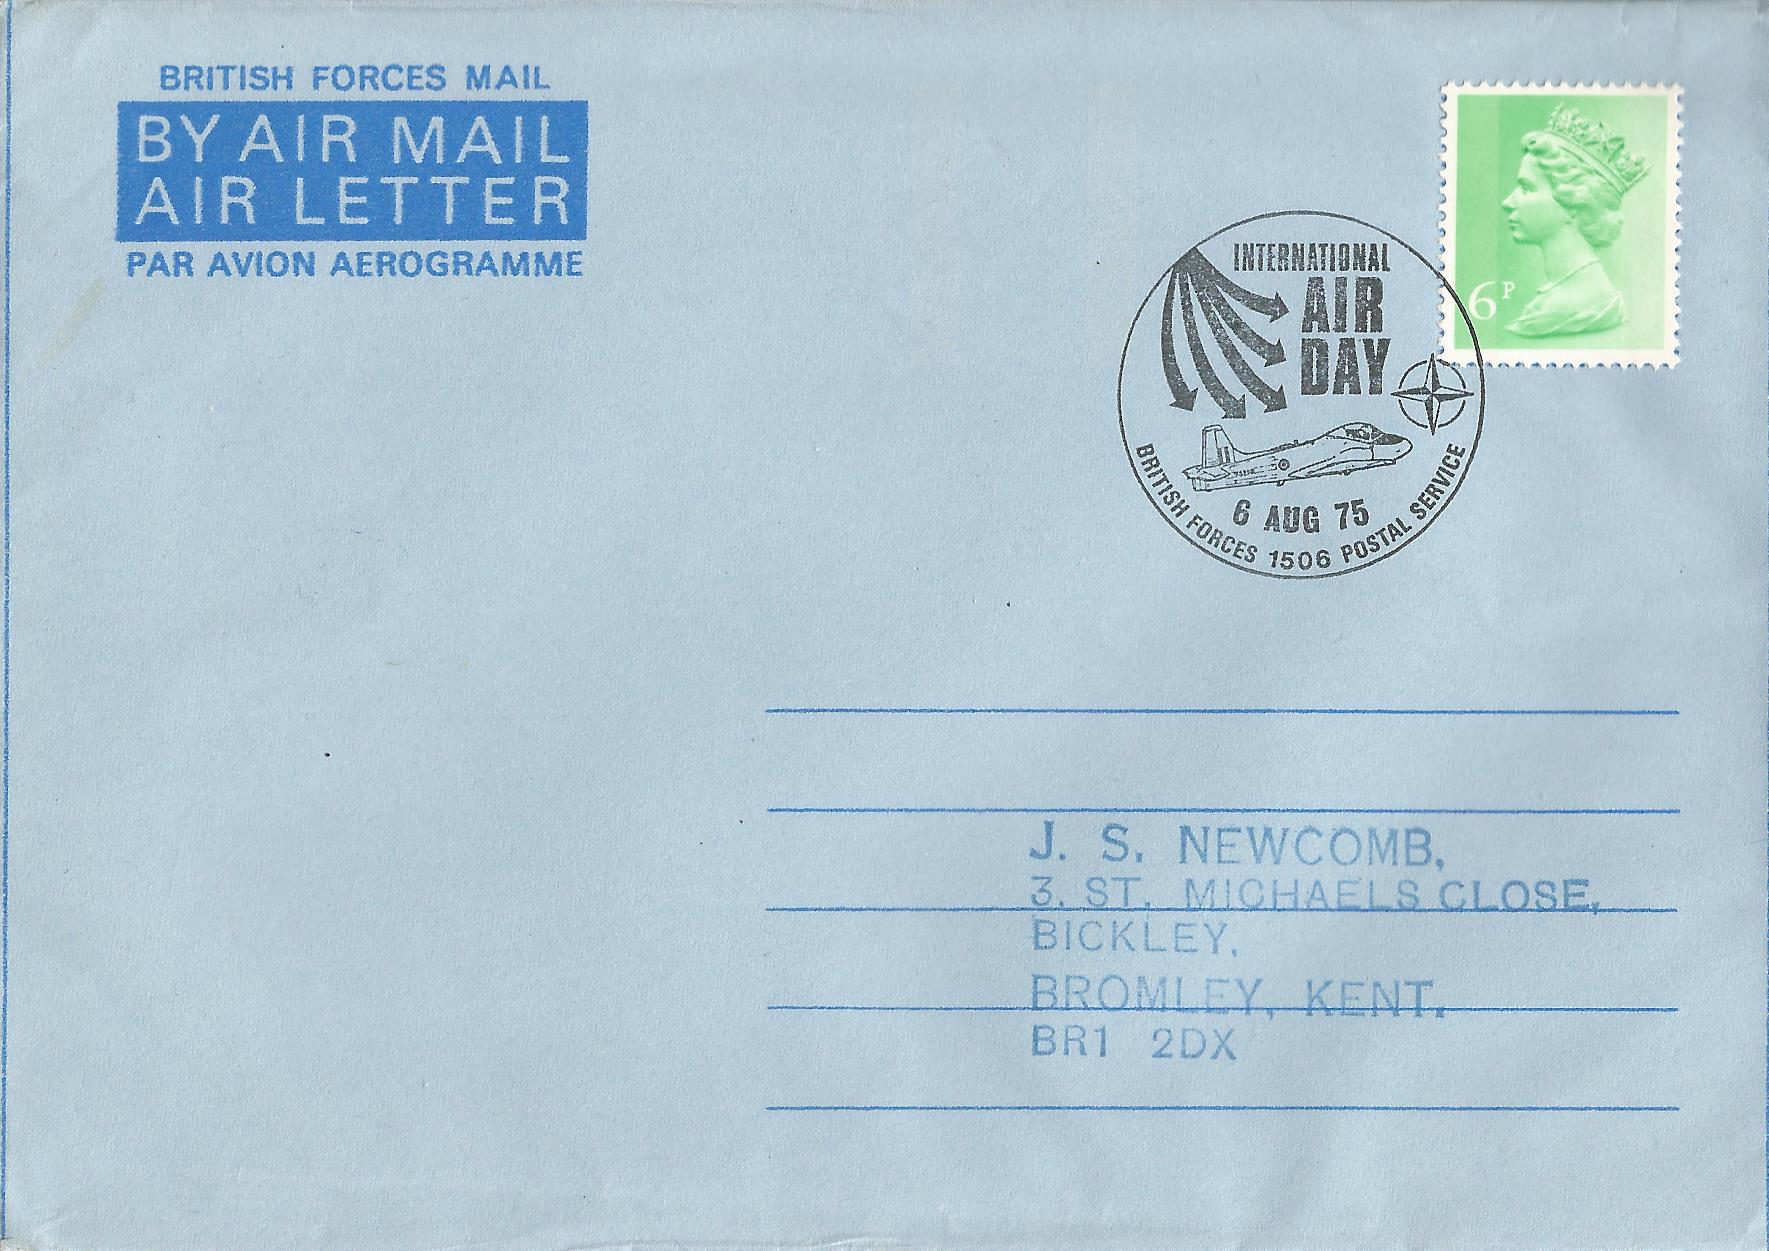 BRITISH FORCES MAIL
BY AIR MAIL
AIR LETTER
PAR AVION AEROGRAMME
6P
INTERNATIONAL
AIR
DAY
6 AUG 75
BRITISH FORCES 1506 POSTAL SERVICE
J. S. NEWCOMB,
3. ST. MICHAELS CLOSE,
BICKLEY,
BROMLEY, KENT.
BR1 2DX